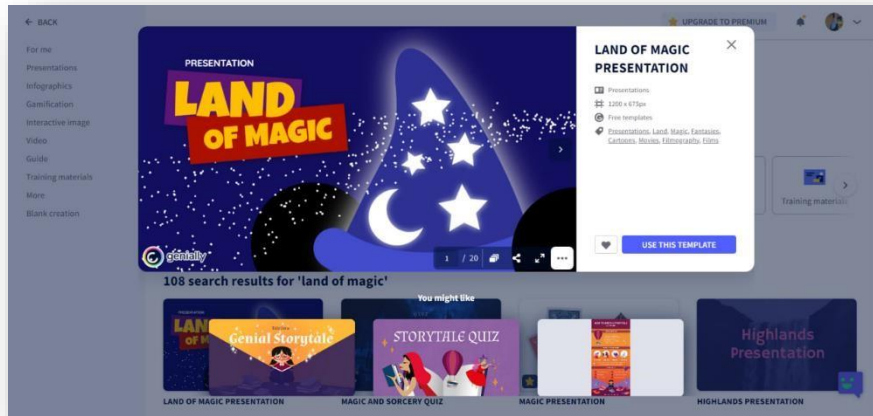 ← BACK
UPGRADE TO PREMIUM
For me
Presentations
Infographics
Gamification
Interactive image
Video
Guide
Training materials
More
Blank creation
PRESENTATION
LAND
OF MAGIC
genially
1 / 20
LAND OF MAGIC
PRESENTATION
Presentations
1200 x 675px
Free templates
Presentations, Land, Magic, Fantasies,
Cartoons, Movies, Filmography, Films
USE THIS TEMPLATE
Training materials
108 search results for 'land of magic'
You might like
PRESENTATION
LAND
OF M
Genial Storytale
STORYTALE QUIZ
Highlands
Presentation
LAND OF MAGIC PRESENTATION
MAGIC AND SORCERY QUIZ
MAGIC PRESENTATION
HIGHLANDS PRESENTATION